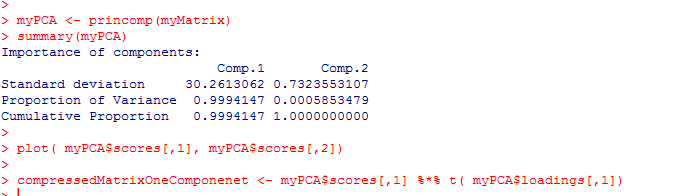 >
> myPCA <- princomp(myMatrix)
> summary(myPCA)
Importance of components:
                           Comp.1       Comp.2
Standard deviation     30.2613062 0.7323553107
Proportion of Variance  0.9994147 0.0005853479
Cumulative Proportion   0.9994147 1.0000000000
>
> plot( myPCA$scores[,1], myPCA$scores[,2])
>
> compressedMatrixOneComponenet <- myPCA$scores[,1] %*% t( myPCA$loadings[,1])
>